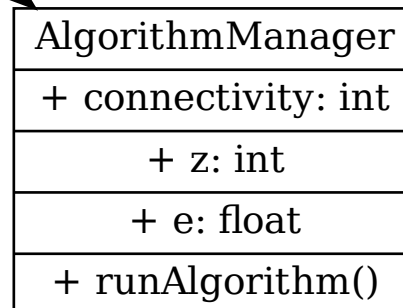 AlgorithmManager
+ connectivity: int
+ z: int
+ e: float
+ runAlgorithm()